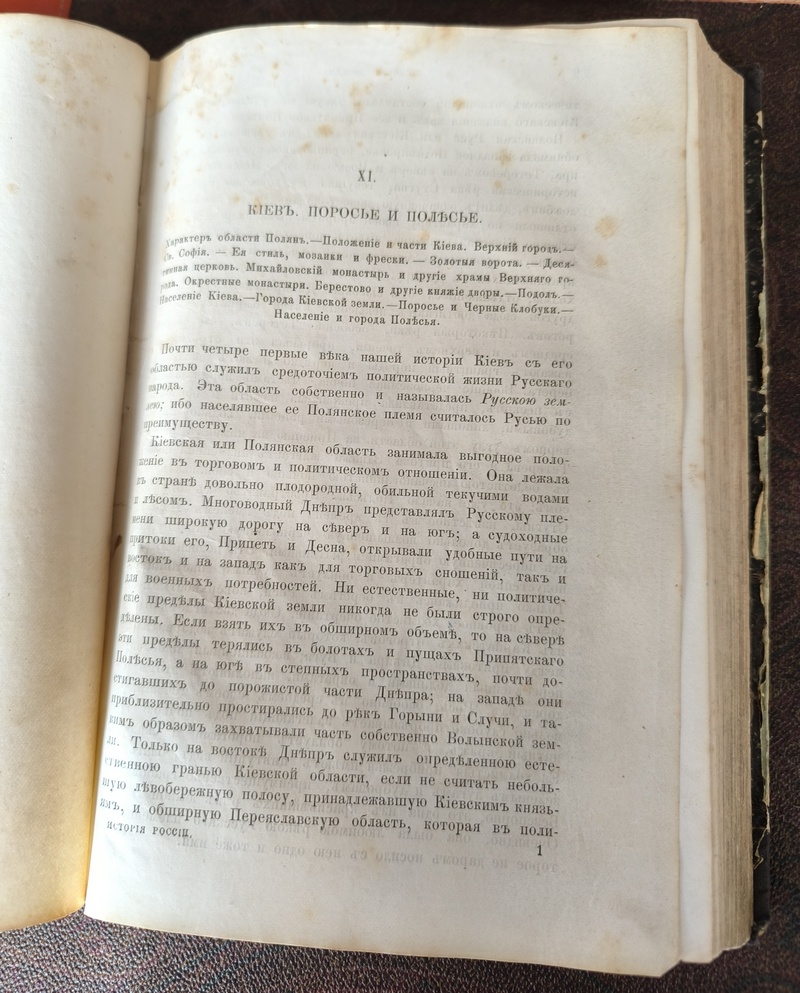 XI.
КІЕВЪ. ПОРОСЬЕ И ПОЛѢСЬЕ.
Характеръ области Полянъ.—Положеніе и части Кіева. Верхній городъ.—
Св. Софія. — Ея стиль, мозаики и фрески. — Золотыя ворота. — Деся-
тинная церковь. Михайловскій монастырь и другіе храмы Верхняго го-
рода. Окрестные монастыри. Берестово и другіе княжіе дворы.—Подолъ.—
Населеніе Кіева.—Города Кіевской земли.—Поросье и Черные Клобуки.—
Населеніе и города Полѣсья.
Почти четыре первые вѣка нашей исторіи Кіевъ съ его
областью служилъ средоточіемъ политической жизни Русскаго
народа. Эта область собственно и называлась Русскою зем-
лею; ибо населявшее ее Полянское племя считалось Русью по
преимуществу.
Кіевская или Полянская область занимала выгодное поло-
женіе въ торговомъ и политическомъ отношеніи. Она лежала
въ странѣ довольно плодородной, обильной текучими водами
и лѣсомъ. Многоводный Днѣпръ представлялъ Русскому пле-
мени широкую дорогу на сѣверъ и на югъ; а судоходные
притоки его, Припеть и Десна, открывали удобные пути на
востокъ и на западъ какъ для торговыхъ сношеній, такъ и
для военныхъ потребностей. Ни естественные, ни политиче-
скіе предѣлы Кіевской земли никогда не были строго опре-
дѣлены. Если взять ихъ въ обширномъ объемѣ, то на сѣверѣ
эти предѣлы терялись въ болотахъ и пущахъ Припятскаго
Полѣсья, а на югѣ въ степныхъ пространствахъ, почти до-
стигавшихъ до порожистой части Днѣпра; на западѣ они
приблизительно простирались до рѣкъ Горыни и Случи, и та-
кимъ образомъ захватывали часть собственно Волынской зем-
ли. Только на востокѣ Днѣпръ служилъ опредѣленною есте-
ственною гранью Кіевской области, если не считать неболь-
шую лѣвобережную полосу, принадлежавшую Кіевскимъ князь-
ямъ, и обширную Переяславскую область, которая въ поли-
ИСТОРІЯ РОССІИ.
1